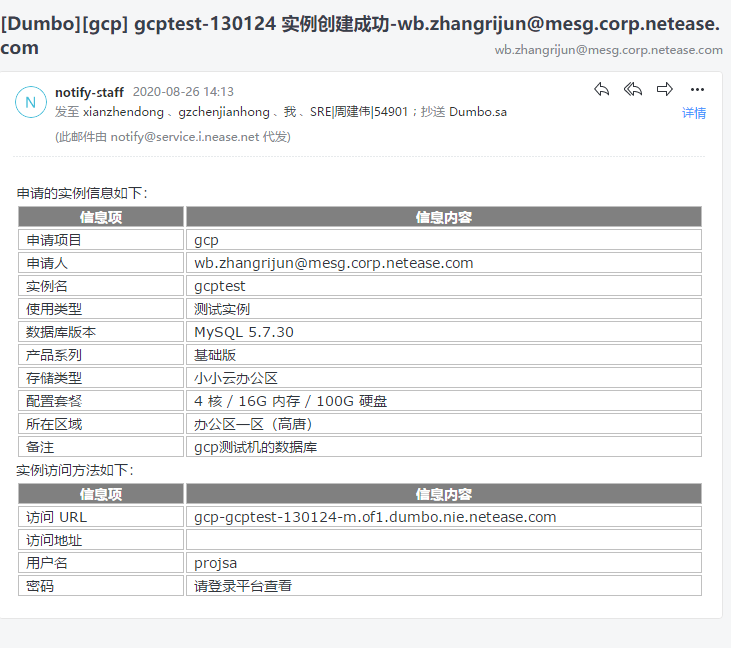 [Dumbo][gcp] gcptest-130124 实例创建成功-wb.zhangrijun@mesg.corp.netease.
com
wb.zhangrijun@mesg.corp.netease.com
N
notify-staff 2020-08-26 14:13
发至 xianzhendong 、gzchenjianhong 、我 、SRE|周建伟|54901；抄送 Dumbo.sa
详情
(此邮件由 notify@service.i.nease.net 代发)
申请的实例信息如下：
信息项 信息内容
申请项目 gcp
申请人 wb.zhangrijun@mesg.corp.netease.com
实例名 gcptest
使用类型 测试实例
数据库版本 MySQL 5.7.30
产品系列 基础版
存储类型 小小云办公区
配置套餐 4 核 / 16G 内存 / 100G 硬盘
所在区域 办公区一区（高唐）
备注 gcp测试机的数据库
实例访问方法如下：
信息项 信息内容
访问 URL gcp-gcptest-130124-m.of1.dumbo.nie.netease.com
访问地址
用户名 projsa
密码 请登录平台查看